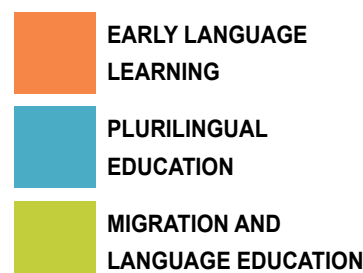 EARLY LANGUAGE
LEARNING
PLURILINGUAL
EDUCATION
MIGRATION AND
LANGUAGE EDUCATION